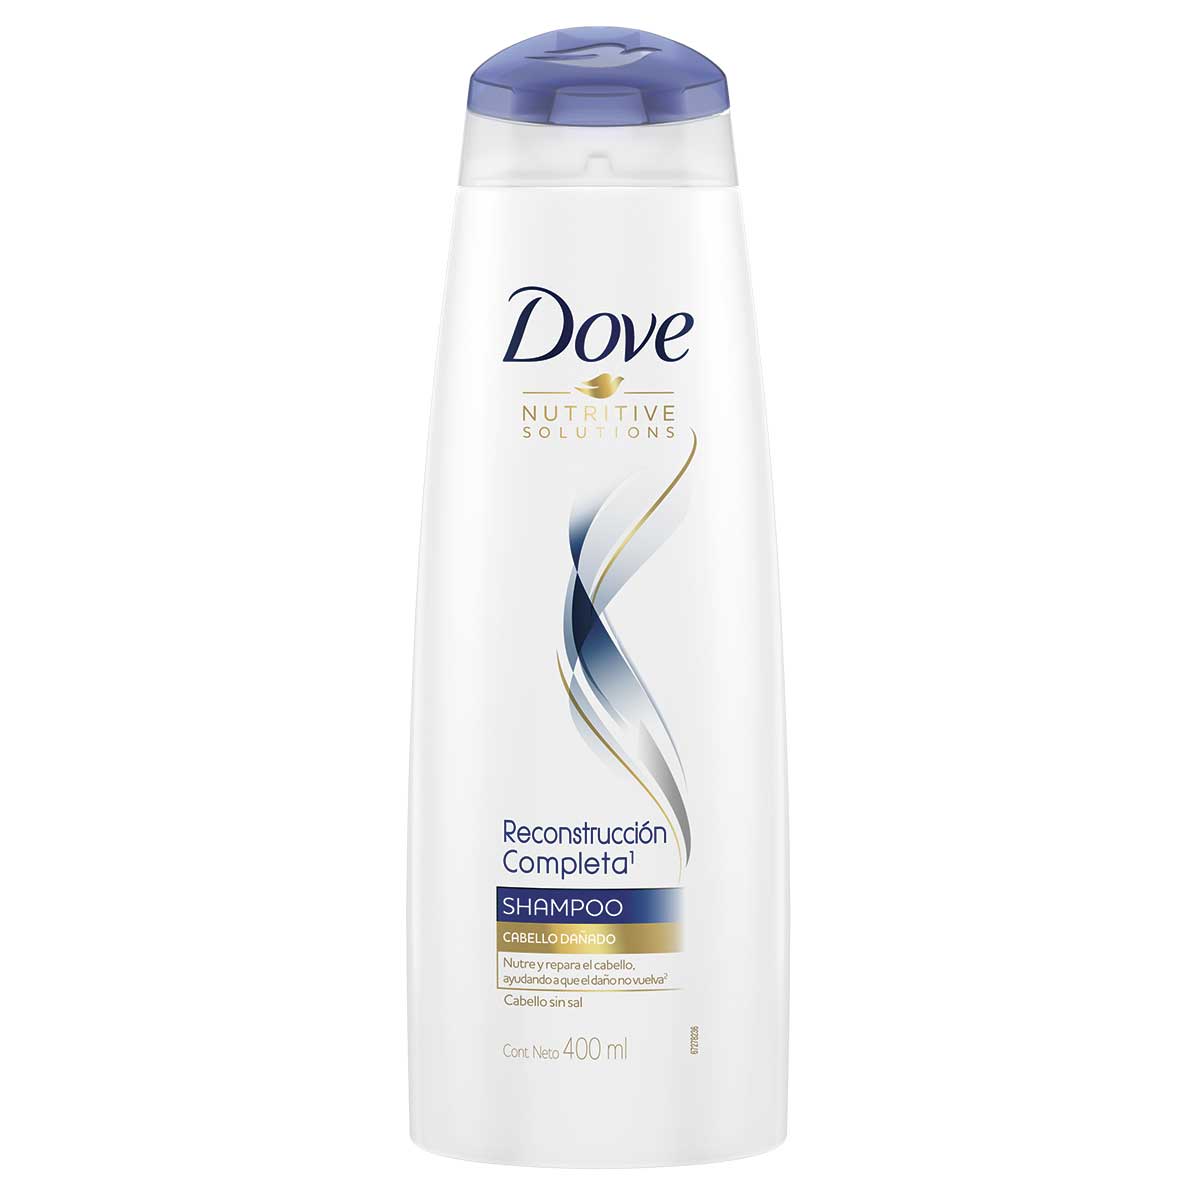 Dove
NUTRITIVE
SOLUTIONS
Reconstrucción
Completa¹
SHAMPOO
CABELLO DAÑADO
Nutre y repara el cabello,
ayudando a que el daño no vuelva²
Cabello sin sal
Cont. Neto 400 ml
67278236